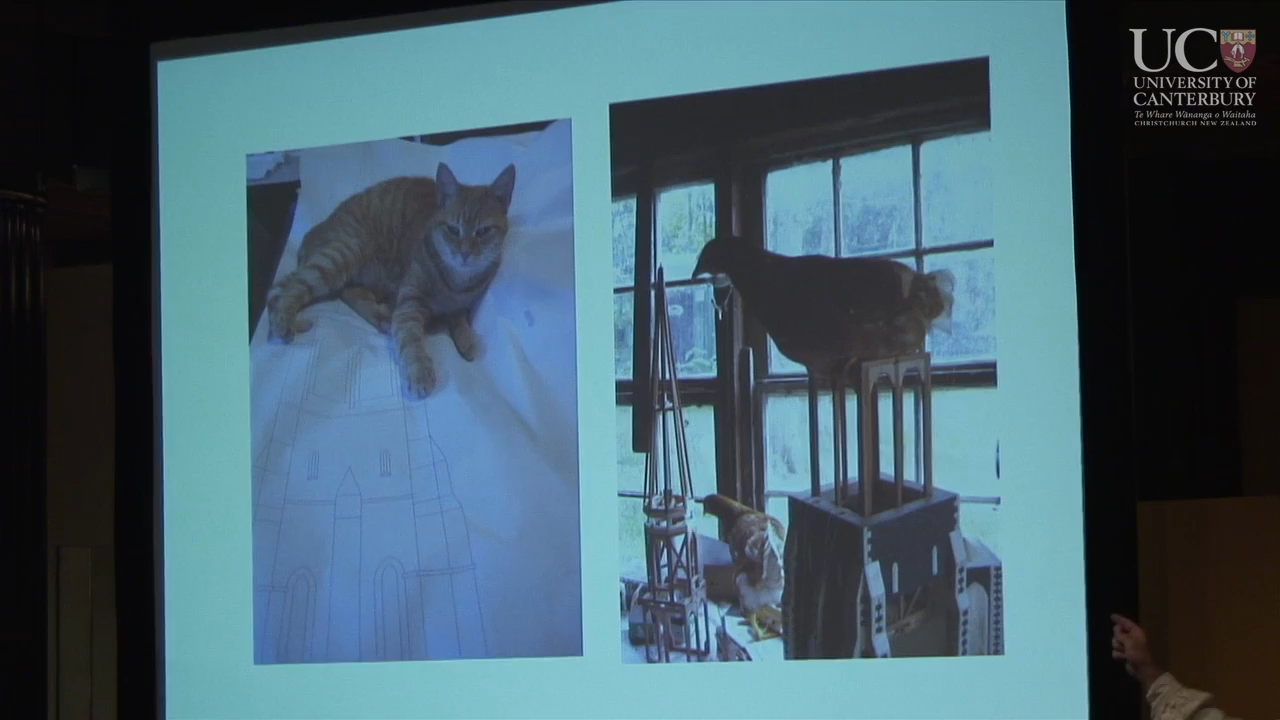 UC
UNIVERSITY OF
CANTERBURY
Te Whare Wānanga o Waitaha
CHRISTCHURCH NEW ZEALAND